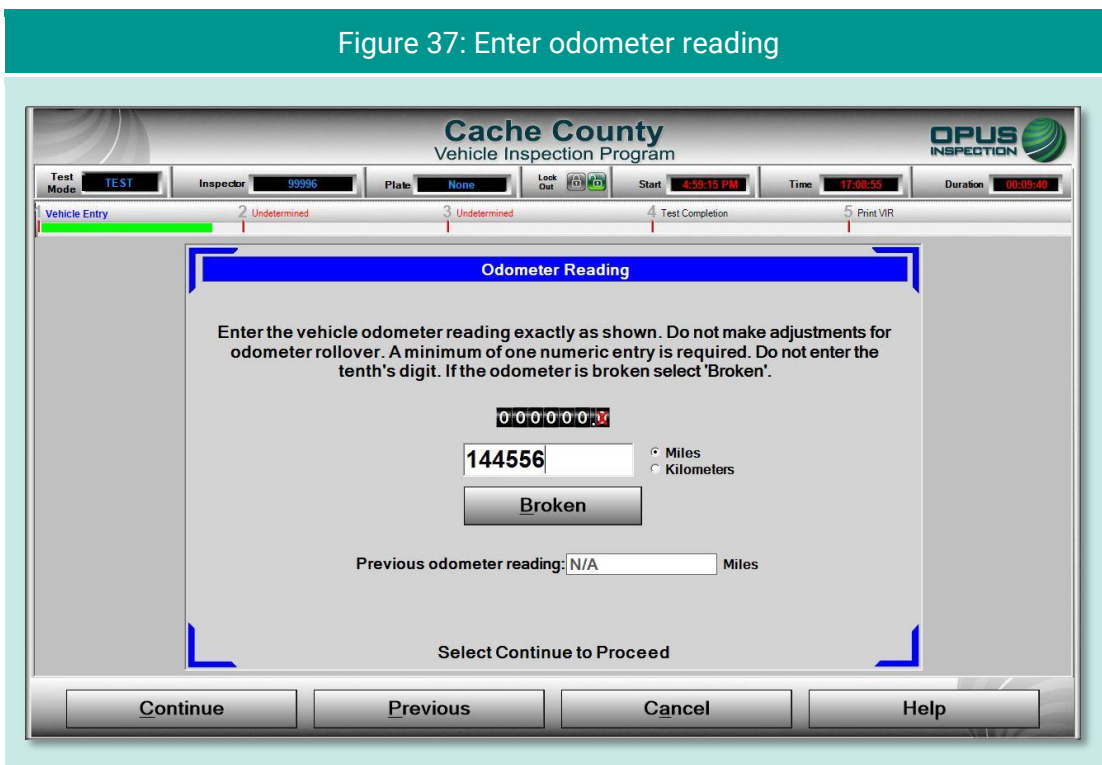 Figure 37: Enter odometer reading
Cache County
Vehicle Inspection Program
OPUS
INSPECTION
Test Mode TEST Inspector 99996 Plate None Lock Out Start 4:59:15 PM Time 17:08:55 Duration 00:09:40
1 Vehicle Entry 2 Undetermined 3 Undetermined 4 Test Completion 5 Print VIR
Odometer Reading
Enter the vehicle odometer reading exactly as shown. Do not make adjustments for
odometer rollover. A minimum of one numeric entry is required. Do not enter the
tenth's digit. If the odometer is broken select 'Broken'.
000000.X
144556 Miles
Kilometers
Broken
Previous odometer reading: N/A Miles
Select Continue to Proceed
Continue Previous Cancel Help